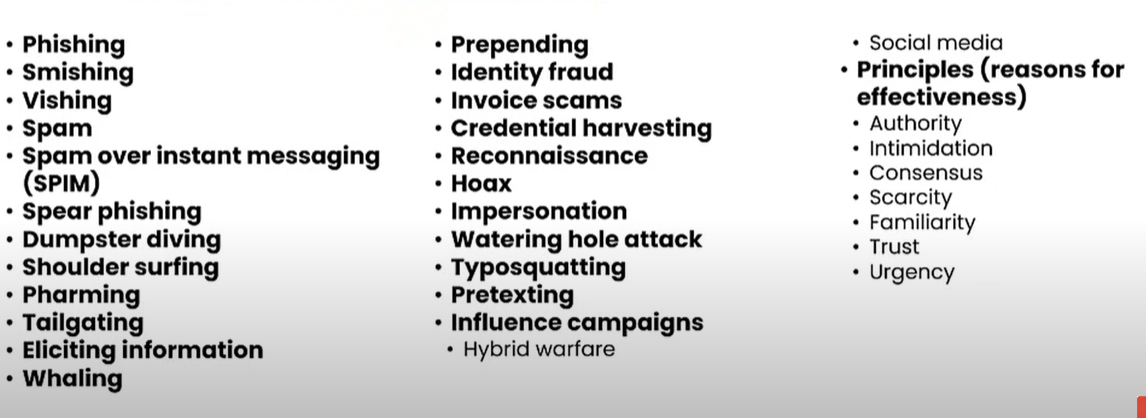 • Phishing
• Smishing
• Vishing
• Spam
• Spam over instant messaging
(SPIM)
• Spear phishing
• Dumpster diving
• Shoulder surfing
• Pharming
• Tailgating
• Eliciting information
• Whaling
• Prepending
• Identity fraud
• Invoice scams
• Credential harvesting
• Reconnaissance
• Hoax
• Impersonation
• Watering hole attack
• Typosquatting
• Pretexting
• Influence campaigns
• Hybrid warfare
• Social media
• Principles (reasons for
effectiveness)
• Authority
• Intimidation
• Consensus
• Scarcity
• Familiarity
• Trust
• Urgency